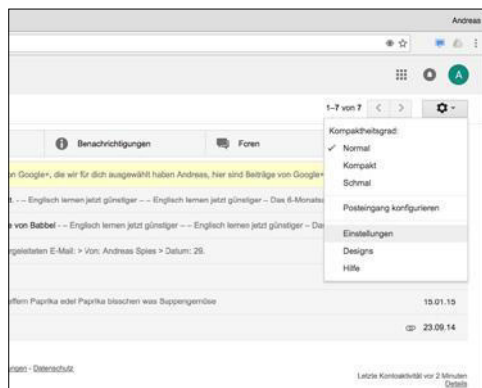 Andreas
A
1–7 von 7
Kompaktheitsgrad:
Normal
Kompakt
Schmal
Posteingang konfigurieren
Einstellungen
Designs
Hilfe
Benachrichtigungen
Foren
on Google+, die wir für dich ausgewählt haben Andreas, hier sind Beiträge von Google+
t. - – Englisch lernen jetzt günstiger – – Englisch lernen jetzt günstiger – Das 6-Monats
e von Babbel - – Englisch lernen jetzt günstiger – – Englisch lernen jetzt günstiger – Da
rgeleiteten E-Mail: > Von: Andreas Spies > Datum: 29.
effern Paprika edel Paprika bisschen was Suppengemüse
15.01.15
23.09.14
ungen - Datenschutz
Letzte Kontoaktivität vor 2 Minuten
Details